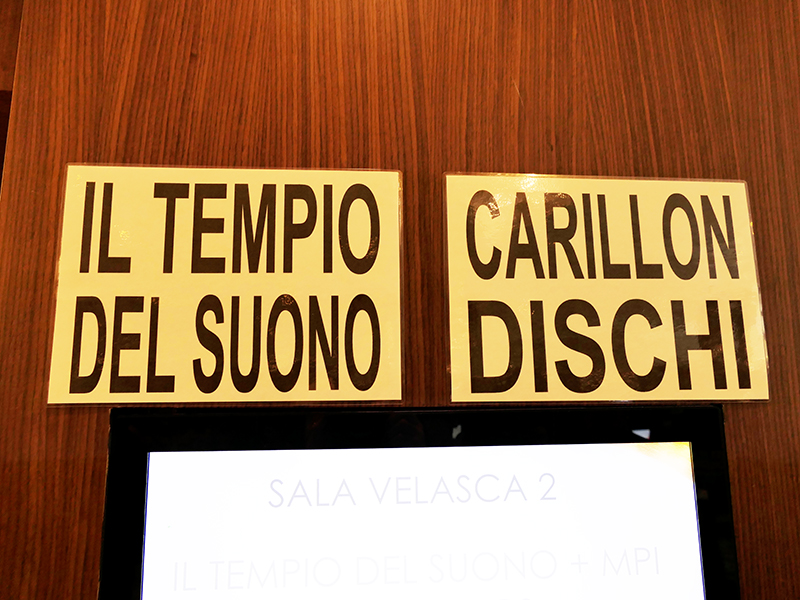 IL TEMPIO
DEL SUONO
CARILLON
DISCHI
SALA VELASCA 2
IL TEMPIO DEL SUONO + MPI